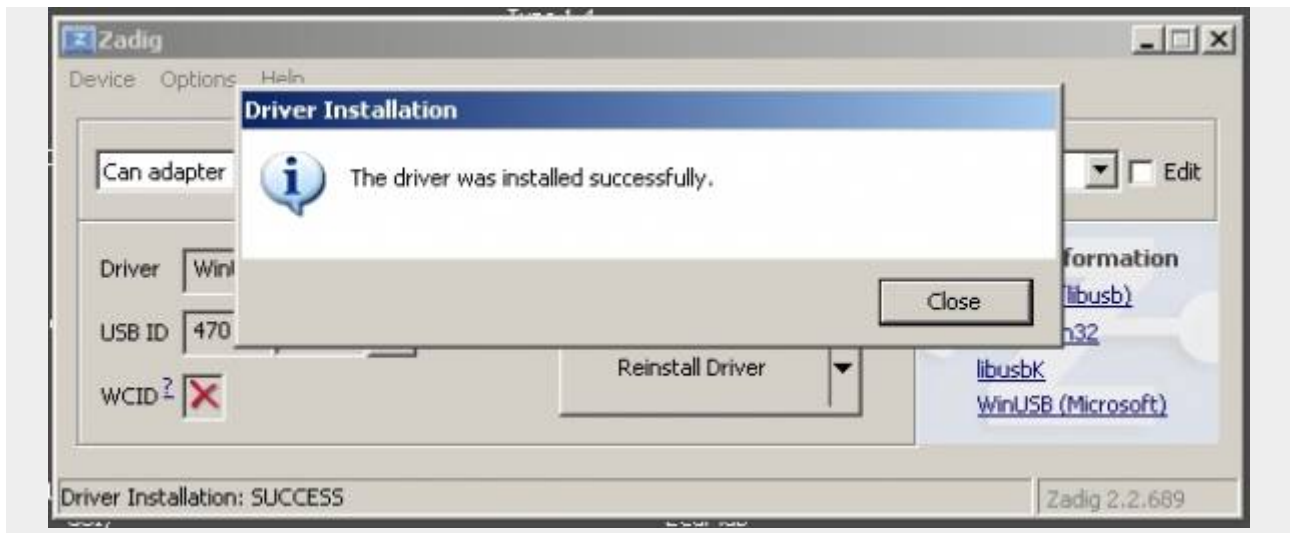 Zadig
Device Options Help
Driver Installation
Can adapter
The driver was installed successfully.
Edit
Driver
formation
Close
libusb)
USB ID 470
n32
Reinstall Driver
libusbK
WCID ?
WinUSB (Microsoft)
Driver Installation: SUCCESS
Zadig 2.2.689